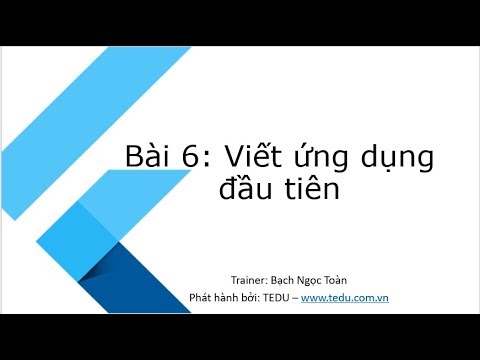 Bài 6: Viết ứng dụng
đầu tiên
Trainer: Bạch Ngọc Toàn
Phát hành bởi: TEDU – www.tedu.com.vn